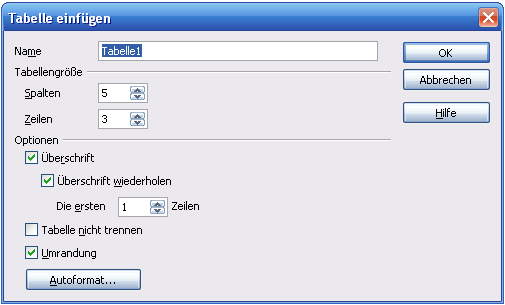 Tabelle einfügen
Name Tabelle1 OK
Tabellengröße Abbrechen
Spalten 5
Zeilen 3 Hilfe
Optionen
Überschrift
Überschrift wiederholen
Die ersten 1 Zeilen
Tabelle nicht trennen
Umrandung
Autoformat...